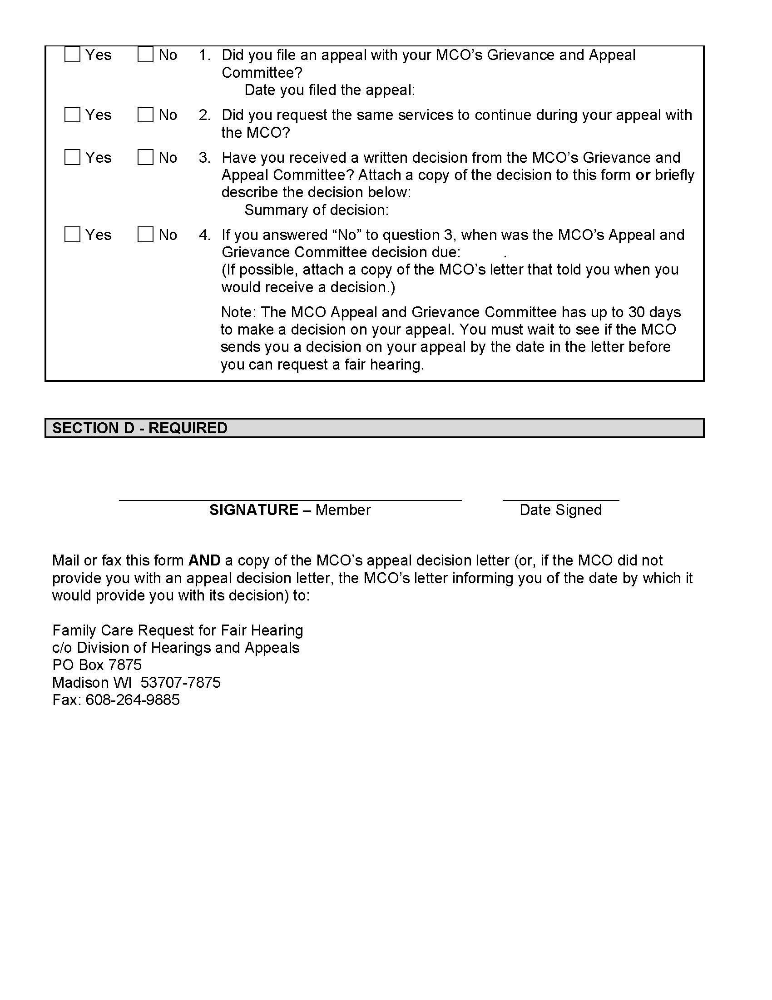 Yes No 1. Did you file an appeal with your MCO’s Grievance and Appeal
Committee?
Date you filed the appeal:
Yes No 2. Did you request the same services to continue during your appeal with
the MCO?
Yes No 3. Have you received a written decision from the MCO’s Grievance and
Appeal Committee? Attach a copy of the decision to this form or briefly
describe the decision below:
Summary of decision:
Yes No 4. If you answered “No” to question 3, when was the MCO’s Appeal and
Grievance Committee decision due: .
(If possible, attach a copy of the MCO’s letter that told you when you
would receive a decision.)
Note: The MCO Appeal and Grievance Committee has up to 30 days
to make a decision on your appeal. You must wait to see if the MCO
sends you a decision on your appeal by the date in the letter before
you can request a fair hearing.
SECTION D - REQUIRED
SIGNATURE – Member Date Signed
Mail or fax this form AND a copy of the MCO’s appeal decision letter (or, if the MCO did not
provide you with an appeal decision letter, the MCO’s letter informing you of the date by which it
would provide you with its decision) to:
Family Care Request for Fair Hearing
c/o Division of Hearings and Appeals
PO Box 7875
Madison WI 53707-7875
Fax: 608-264-9885